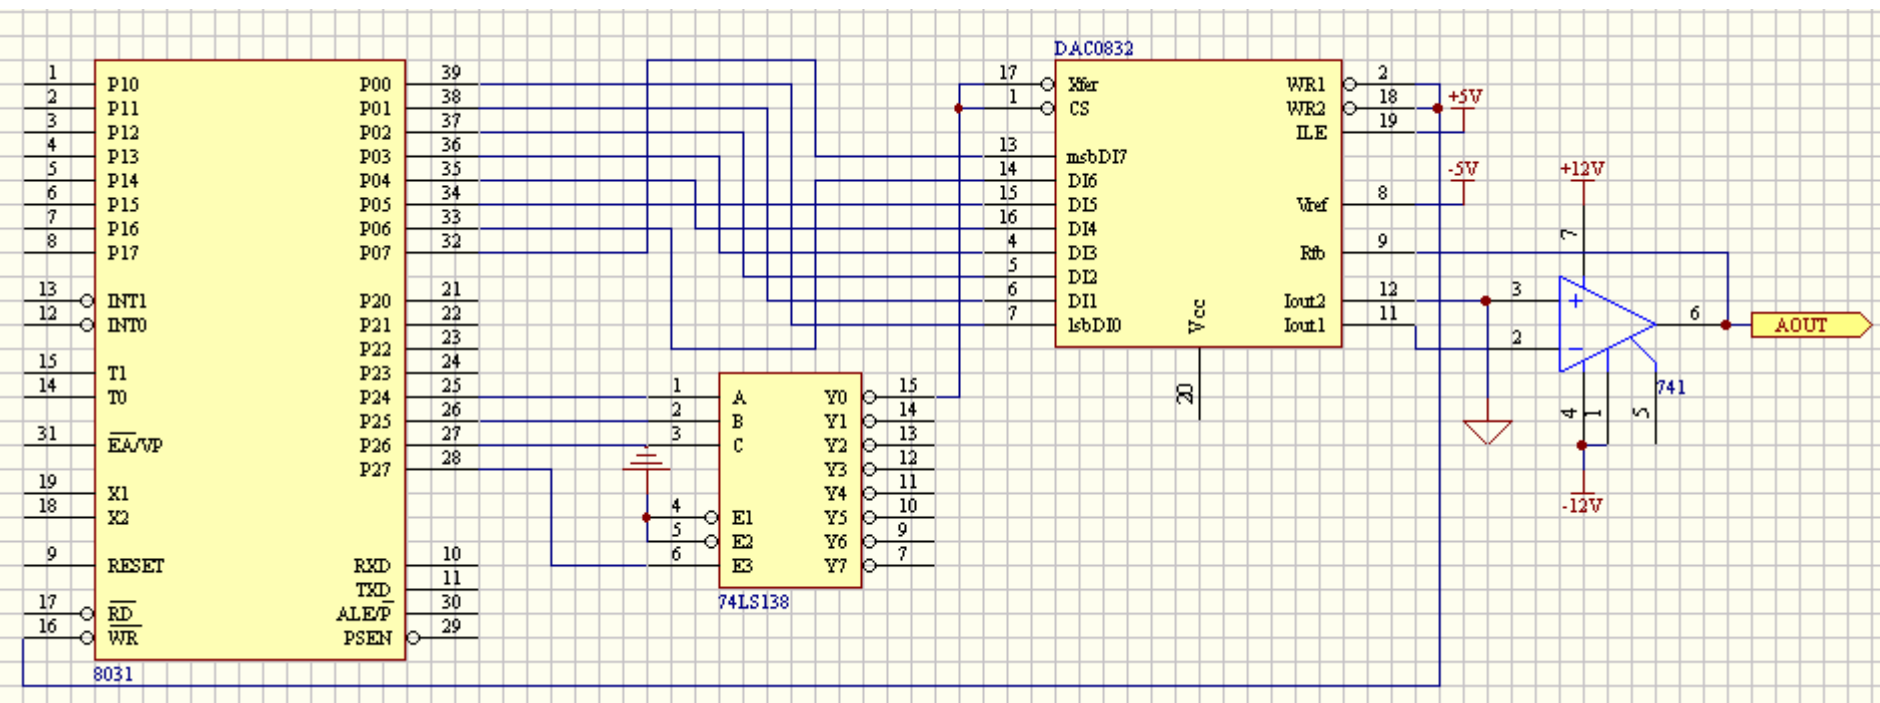 DAC0832
1 P10 P00 39
2 P11 P01 38
3 P12 P02 37
4 P13 P03 36
5 P14 P04 35
6 P15 P05 34
7 P16 P06 33
8 P17 P07 32
13 INT1 P20 21
12 INT0 P21 22
P22 23
15 T1 P23 24
14 T0 P24 25
P25 26
31 EA/VP P26 27
P27 28
19 X1
18 X2
9 RESET RXD 10
TXD 11
17 RD ALE/P 30
16 WR PSEN 29
8031
1 A Y0 15
2 B Y1 14
3 C Y2 13
Y3 12
Y4 11
4 E1 Y5 10
5 E2 Y6 9
6 E3 Y7 7
74LS138
17 Xfer WR1 2
1 CS WR2 18
ILE 19
13 msbDI7
14 DI6
15 DI5 Vref 8
16 DI4
4 DI3 Rfb 9
5 DI2
6 DI1 Iout2 12
7 lsbDI0 Iout1 11
Vcc
20
+5V
-5V
+12V
7
3 +
6
2 -
741
4 1 5
-12V
AOUT